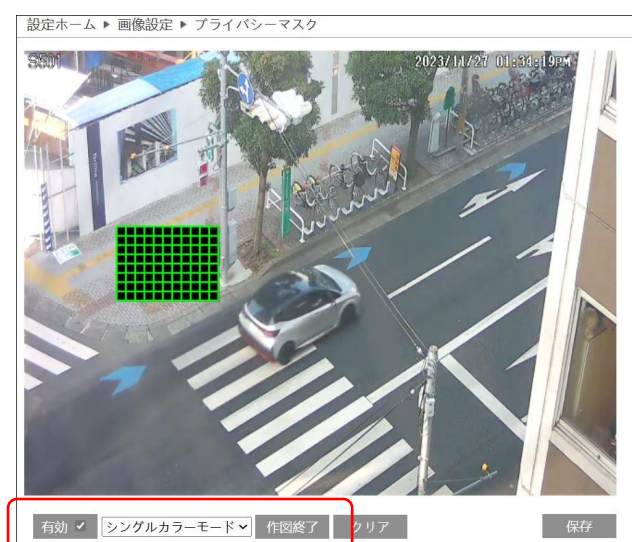 設定ホーム ▶ 画像設定 ▶ プライバシーマスク
S501
2023/11/27 01:34:19PM
有効
シングルカラーモード
作図終了
クリア
保存